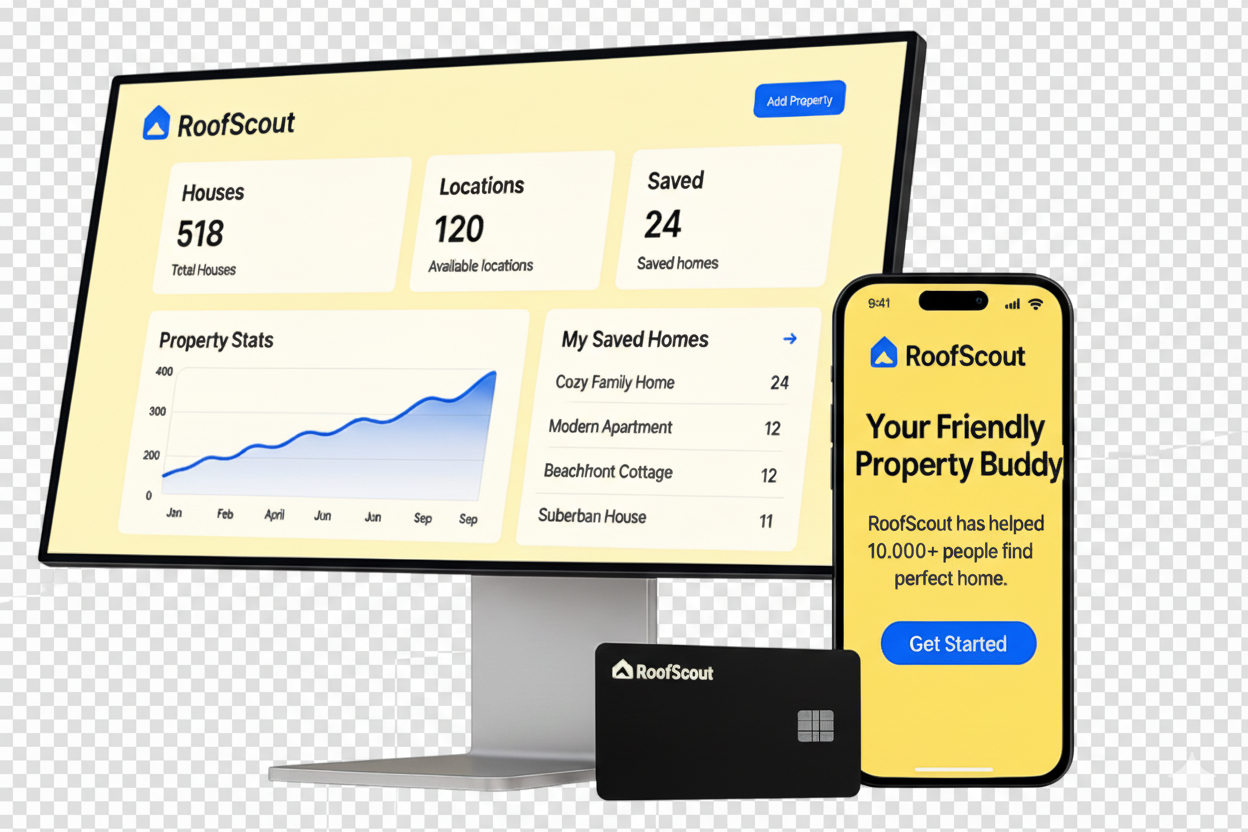 RoofScout
Add Property
Houses
518
Tctal Houses
Locations
120
Available locations
Saved
24
Saved homes
Property Stats
400
300
200
0
Jan
Feb
April
Jun
Jun
Sep
Sep
My Saved Homes
→
Cozy Family Home 24
Modern Apartment 12
Beachfront Cottage 12
Suberban House 11
9:41
RoofScout
Your Friendly
Property Buddy
RoofScout has helped
10.000+ people find
perfect home.
Get Started
RoofScout